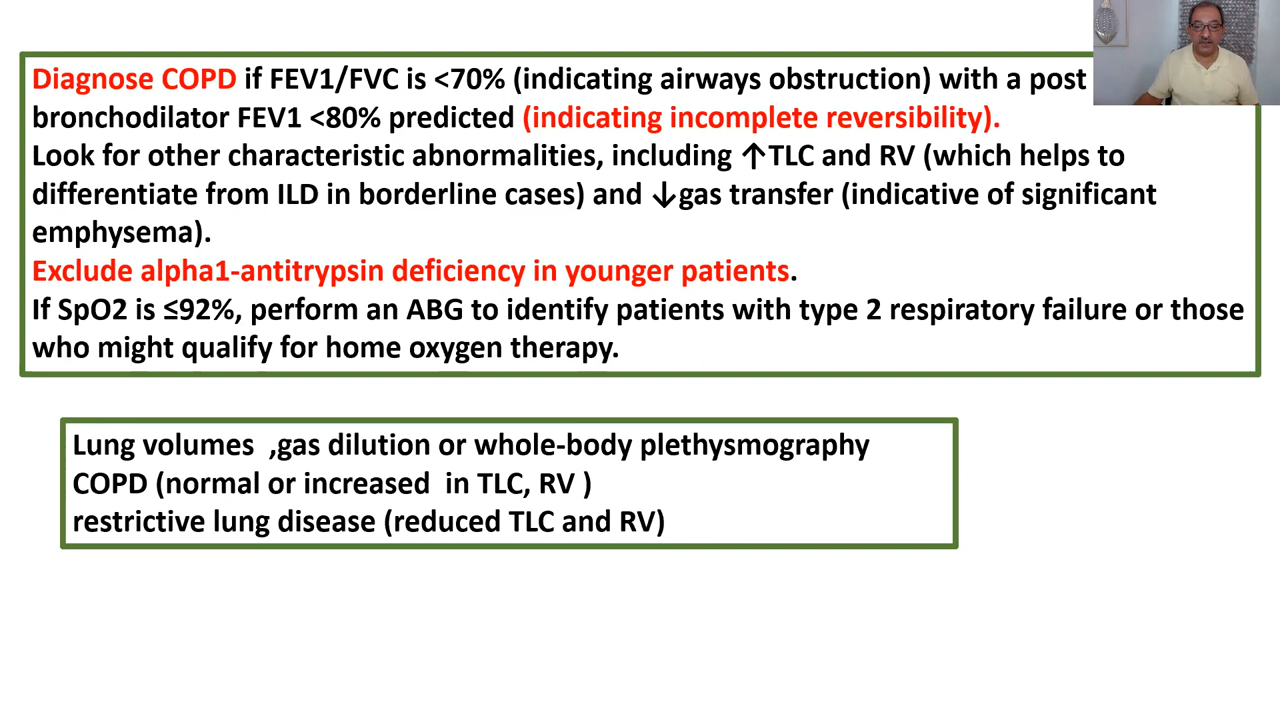 Diagnose COPD if FEV1/FVC is <70% (indicating airways obstruction) with a post
bronchodilator FEV1 <80% predicted (indicating incomplete reversibility).
Look for other characteristic abnormalities, including ↑TLC and RV (which helps to
differentiate from ILD in borderline cases) and ↓gas transfer (indicative of significant
emphysema).
Exclude alpha1-antitrypsin deficiency in younger patients.
If SpO2 is ≤92%, perform an ABG to identify patients with type 2 respiratory failure or those
who might qualify for home oxygen therapy.
Lung volumes ,gas dilution or whole-body plethysmography
COPD (normal or increased in TLC, RV )
restrictive lung disease (reduced TLC and RV)